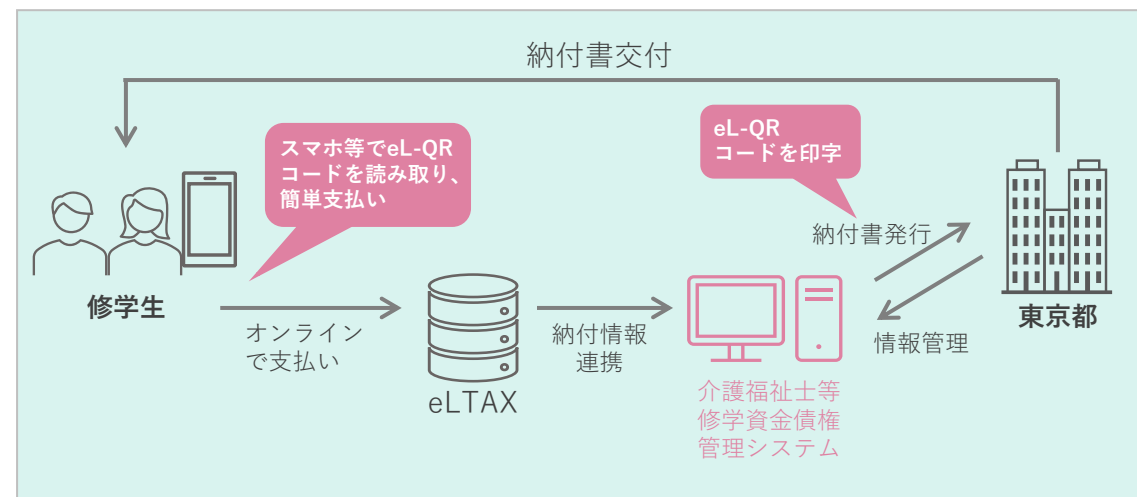 納付書交付
スマホ等でeL-QR
コードを読み取り、
簡単支払い
eL-QR
コードを印字
納付書発行
修学生
東京都
オンライン
で支払い
納付情報
連携
情報管理
eLTAX
介護福祉士等
修学資金債権
管理システム